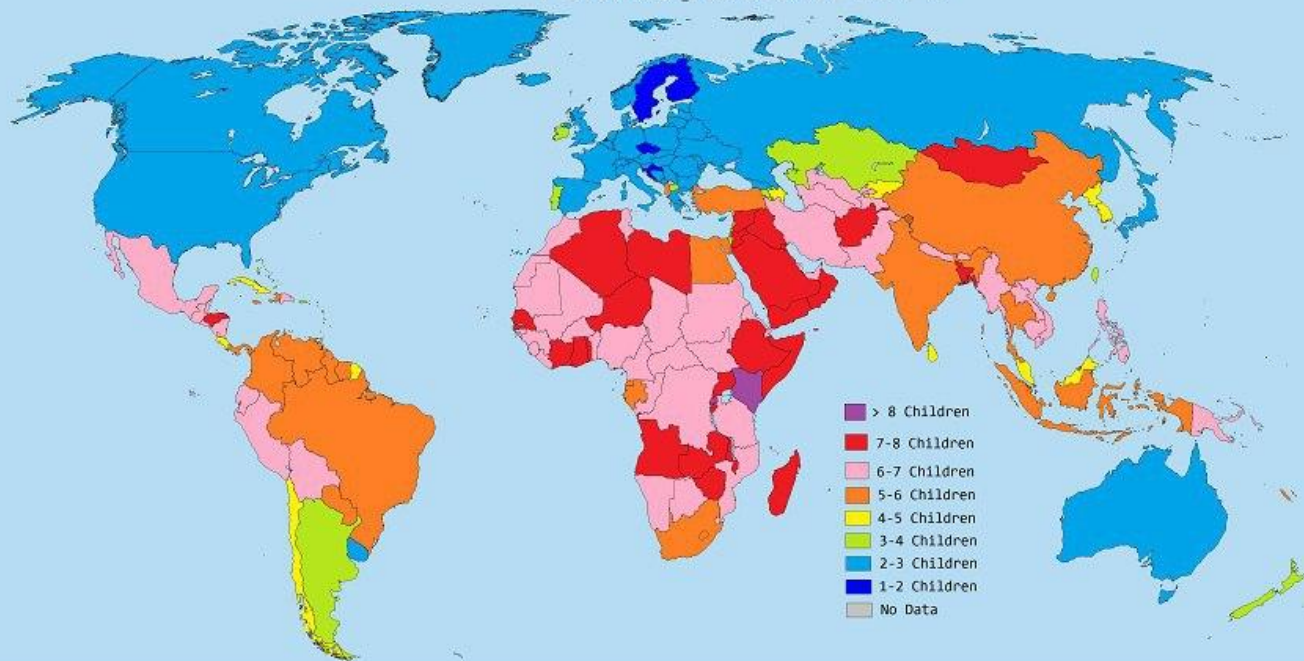 > 8 Children
7-8 Children
6-7 Children
5-6 Children
4-5 Children
3-4 Children
2-3 Children
1-2 Children
No Data